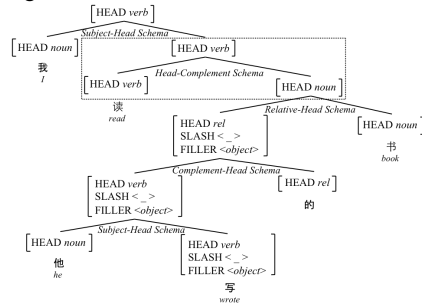 [HEAD verb]
Subject-Head Schema
[HEAD noun]
我
I
[HEAD verb]
Head-Complement Schema
[HEAD verb]
读
read
[HEAD noun]
Relative-Head Schema
[HEAD rel
SLASH < _ >
FILLER <object>]
[HEAD noun]
书
book
Complement-Head Schema
[HEAD verb
SLASH < _ >
FILLER <object>]
[HEAD rel]
的
Subject-Head Schema
[HEAD noun]
他
he
[HEAD verb
SLASH < _ >
FILLER <object>]
写
wrote